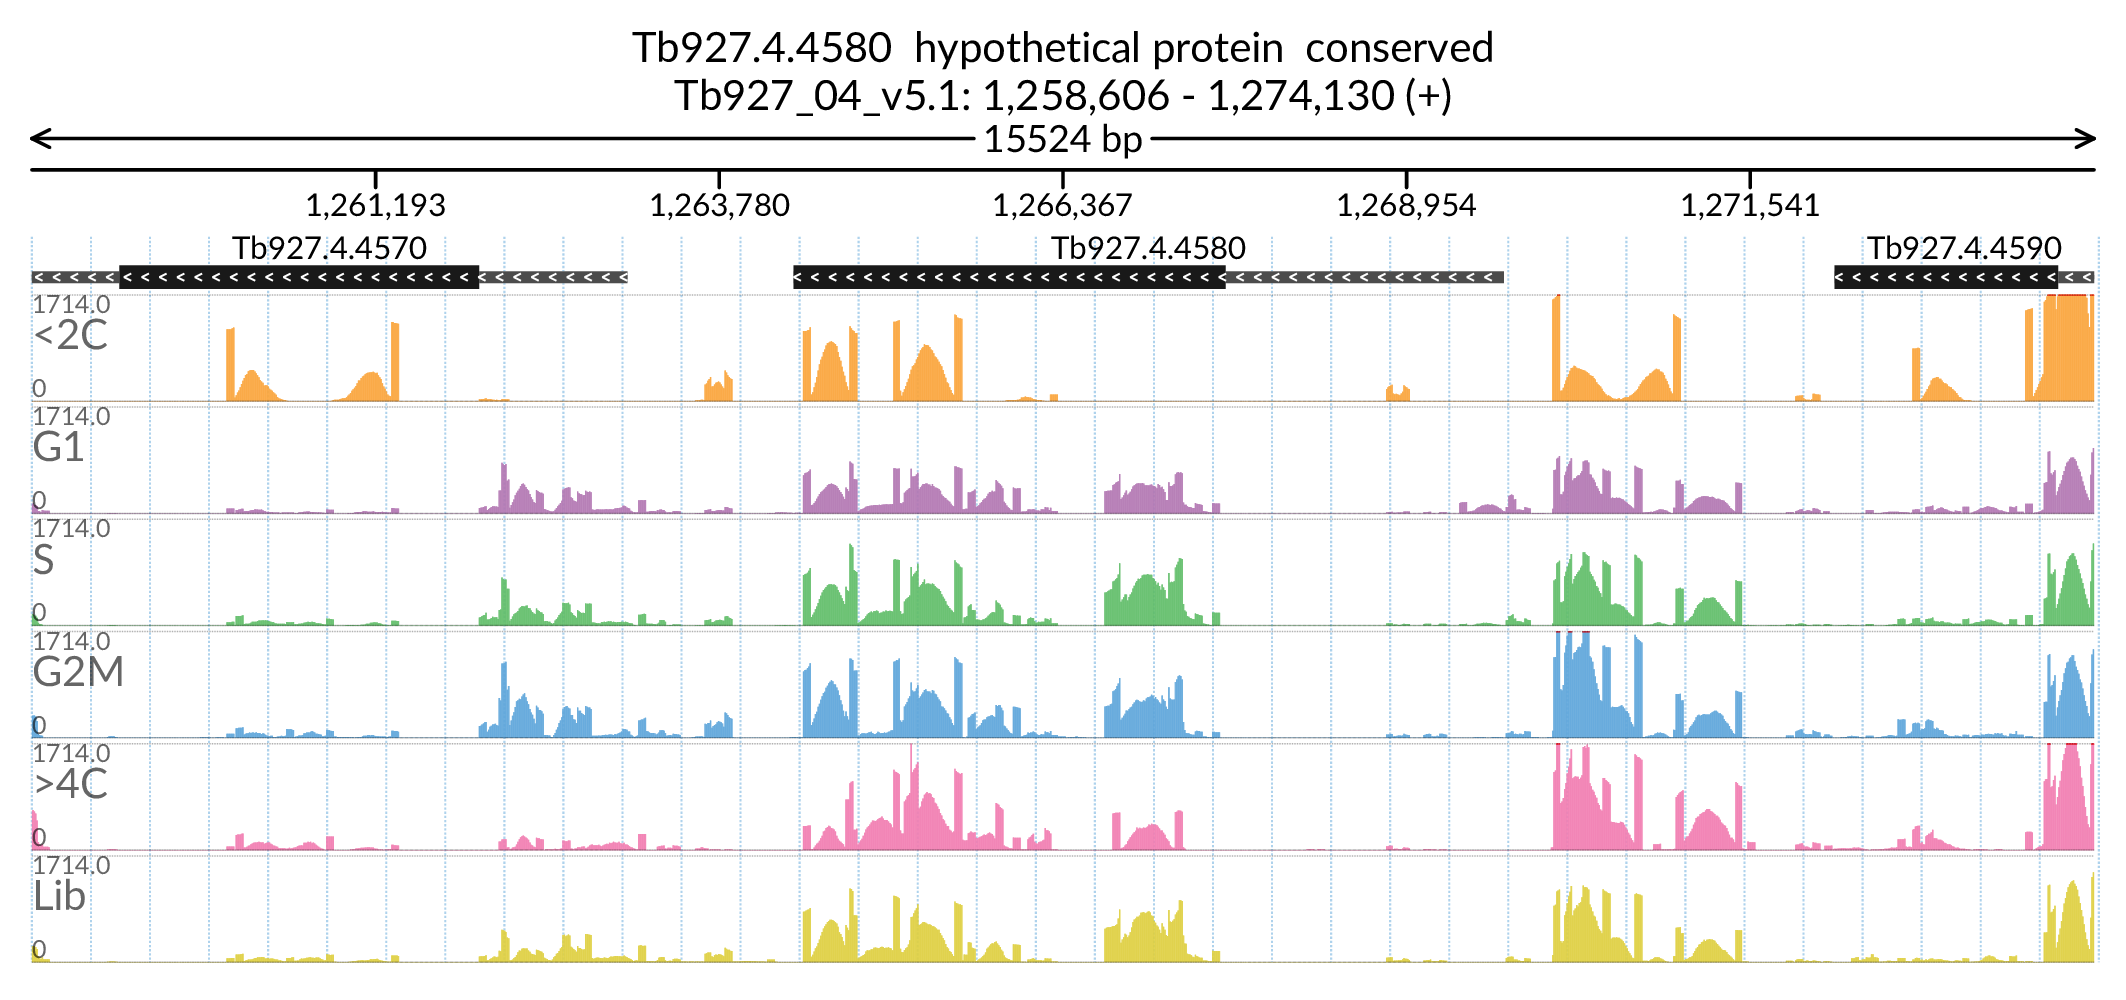 Tb927.4.4580  hypothetical protein  conserved
Tb927_04_v5.1: 1,258,606 - 1,274,130 (+)
15524 bp
1,261,193 1,263,780 1,266,367 1,268,954 1,271,541
Tb927.4.4570 Tb927.4.4580 Tb927.4.4590
1714.0
<2C
0
1714.0
G1
0
1714.0
S
0
1714.0
G2M
0
1714.0
>4C
0
1714.0
Lib
0